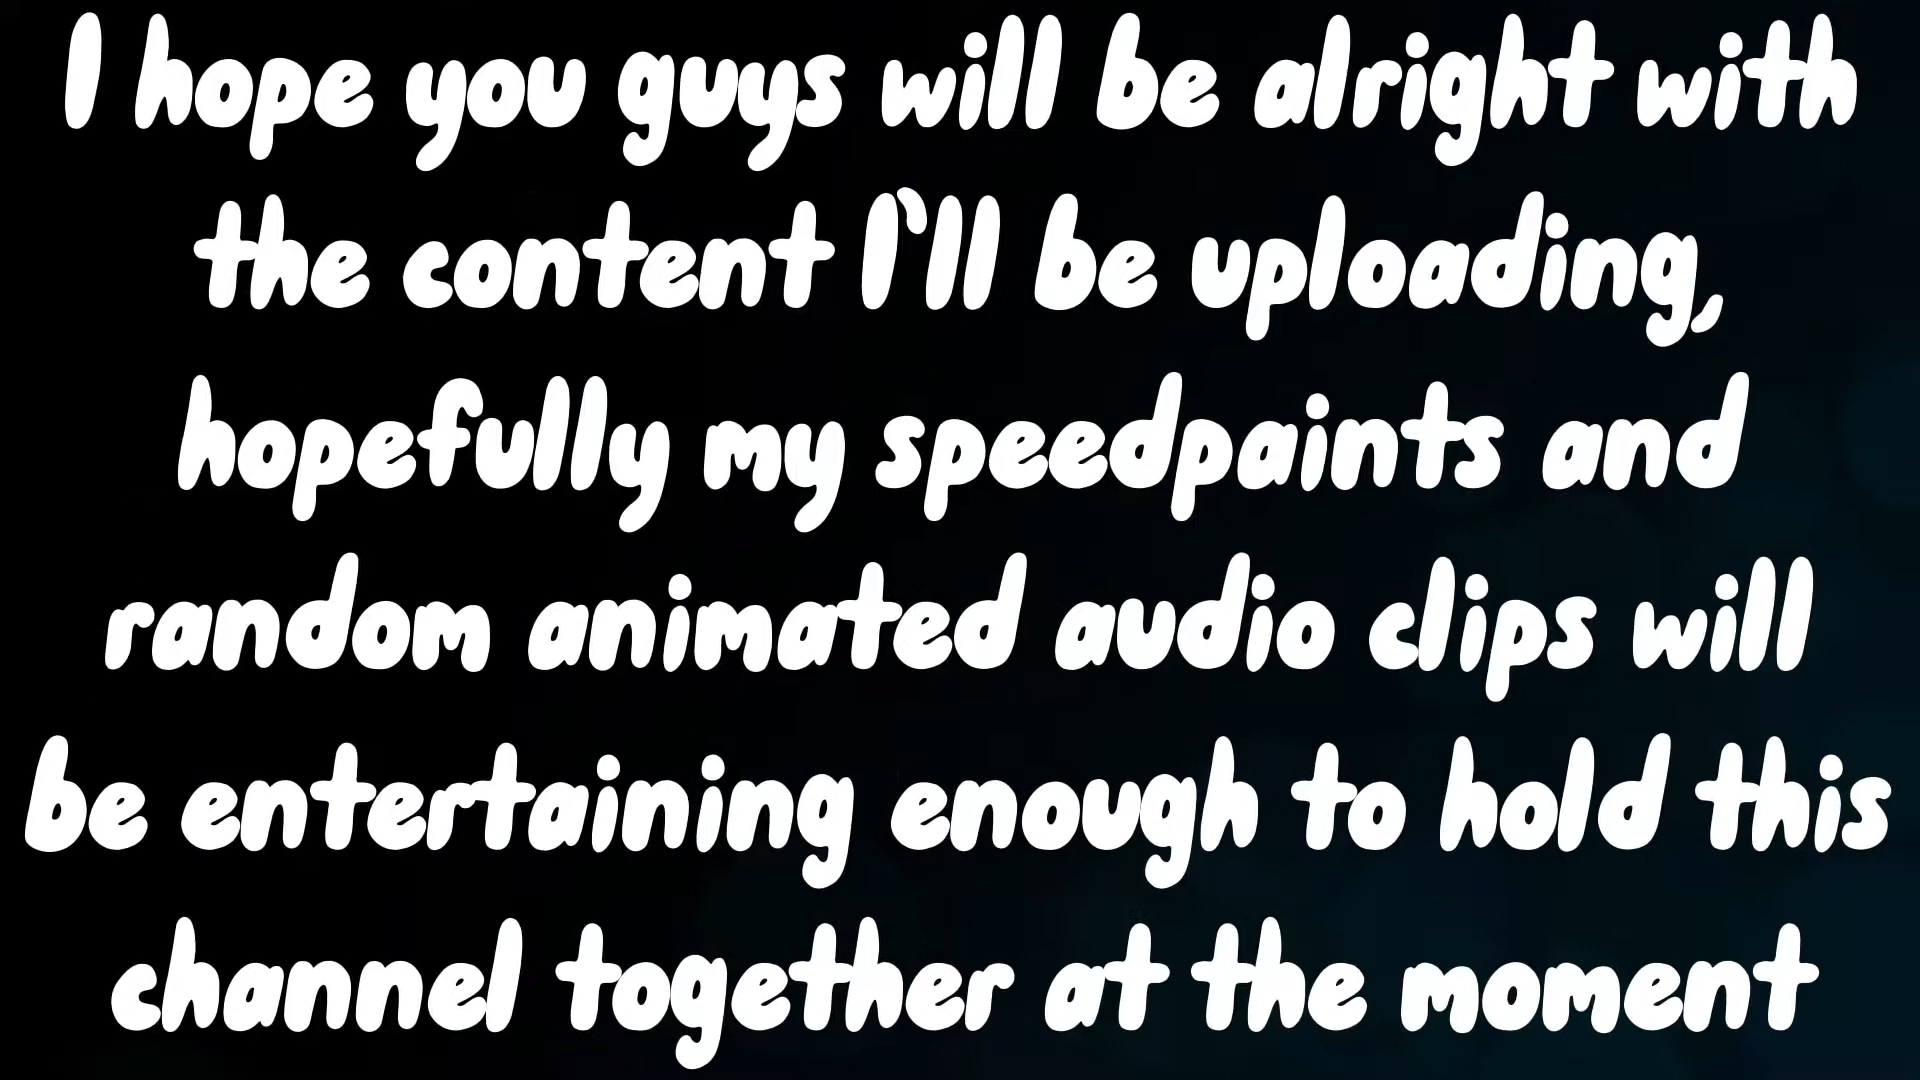 I hope you guys will be alright with
the content I'll be uploading,
hopefully my speedpaints and
random animated audio clips will
be entertaining enough to hold this
channel together at the moment